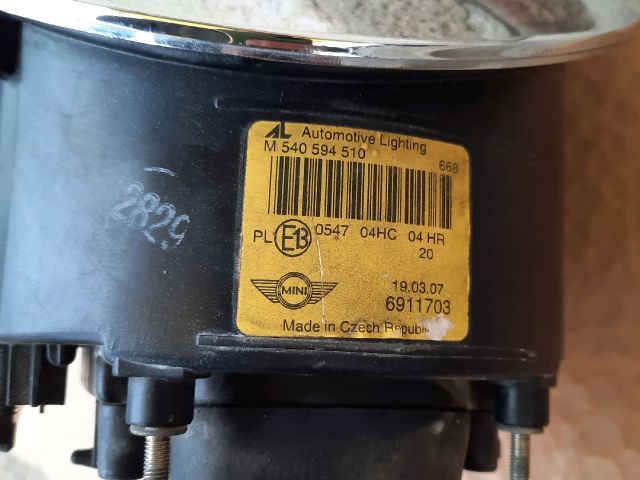 AL Automotive Lighting
M 540 594 510
668
PL E13 0547 04HC 04 HR
20
MINI 19.03.07
6911703
Made in Czech Republic
2829